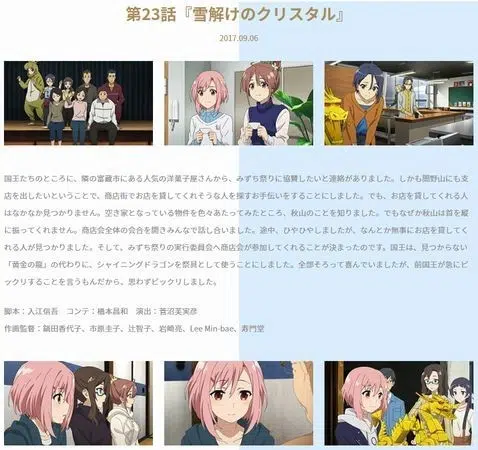 第23話『雪解けのクリスタル』
2017.09.06
国王たちのところに、隣の富蔵市にある人気の洋菓子屋さんから、みずち祭りに協賛したいと連絡がありました。しかも間野山にも支
店を出したいということで、商店街でお店を貸してくれそうな人を探すお手伝いをすることにしました。でも、お店を貸してくれる人
はなかなか見つかりません。空き家となっている物件を色々あたってみたところ、秋山のことを知りました。でもなぜか秋山は首を縦
に振ってくれません。商店会全体の会合を開きみんなで話し合いました。途中、ひやひやしましたが、なんとか無事にお店を貸してく
れる人が見つかりました。そして、みずち祭りの実行委員会へ商店会が参加してくれることが決まったのです。国王は、見つからない
「黄金の龍」の代わりに、シャイニングドラゴンを祭具として使うことにしました。全部そろって喜んでいましたが、前国王が急にビ
ックリすることを言うもんだから、思わずビックリしました。
脚本：入江信吾　コンテ：橋本昌和　演出：菅沼芙実彦
作画監督：鍋田香代子、市原圭子、辻智子、岩崎亮、Lee Min-bae、寿門堂